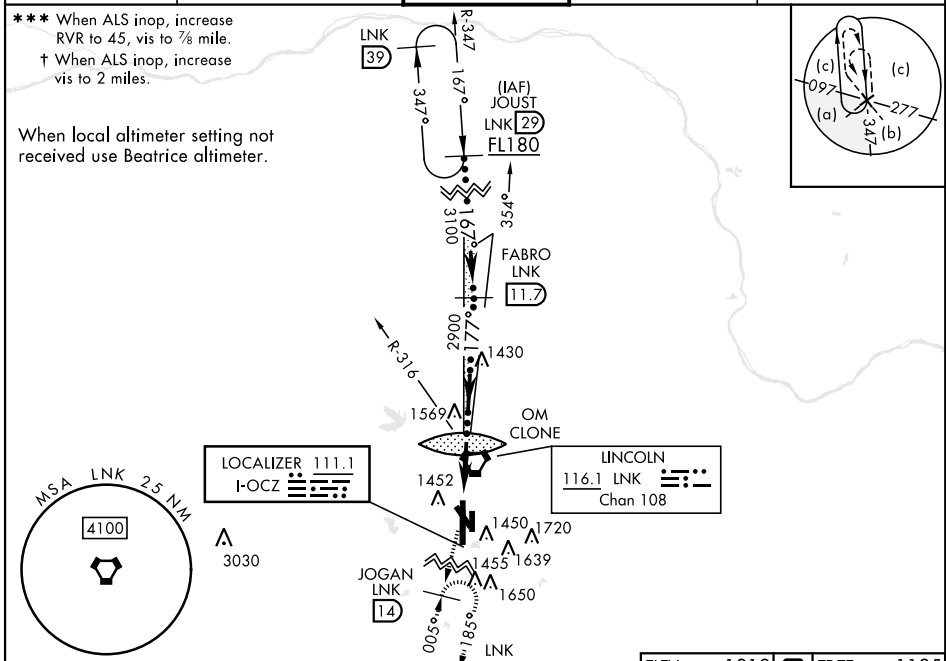 *** When ALS inop, increase
RVR to 45, vis to 7/8 mile.
† When ALS inop, increase
vis to 2 miles.
When local altimeter setting not
received use Beatrice altimeter.
LNK
39
R-347
347°
167°
(IAF)
JOUST
LNK 29
FL180
(c)
(c)
097
277
(a)
(b)
347
3100
167°
354°
FABRO
LNK
11.7
2900
177°
R-316
1430
1569
OM
CLONE
LOCALIZER 111.1
I-OCZ
LINCOLN
116.1 LNK
Chan 108
MSA LNK 25 NM
4100
3030
1452
1450
1720
1455
1639
1650
JOGAN
LNK
14
005°
185°
LNK